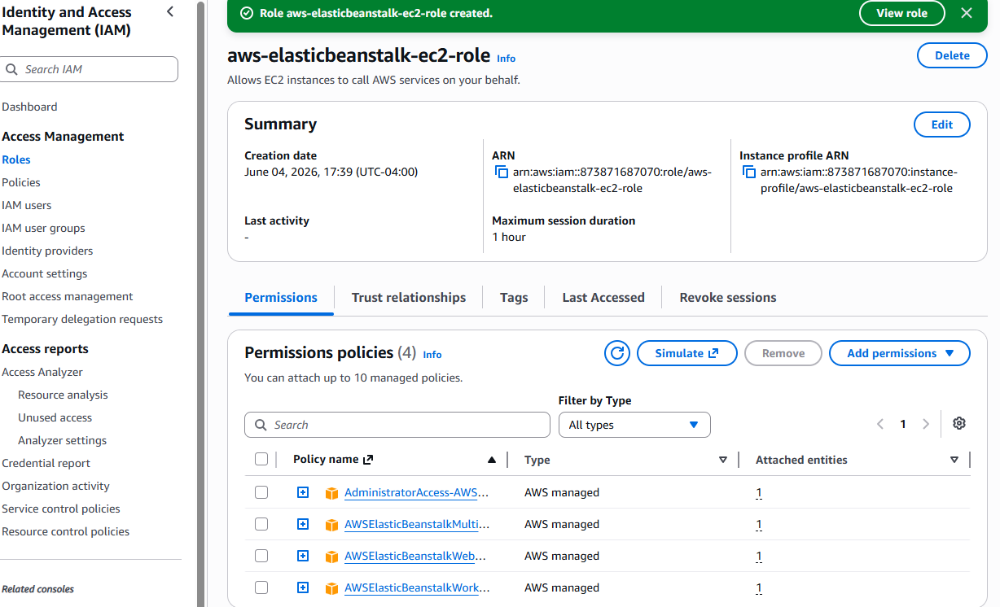 Identity and Access
Management (IAM)
Search IAM
Dashboard
Access Management
Roles
Policies
IAM users
IAM user groups
Identity providers
Account settings
Root access management
Temporary delegation requests
Access reports
Access Analyzer
Resource analysis
Unused access
Analyzer settings
Credential report
Organization activity
Service control policies
Resource control policies
Related consoles
Role aws-elasticbeanstalk-ec2-role created.
View role
aws-elasticbeanstalk-ec2-role Info
Delete
Allows EC2 instances to call AWS services on your behalf.
Summary
Edit
Creation date
June 04, 2026, 17:39 (UTC-04:00)
ARN
arn:aws:iam::873871687070:role/aws-
elasticbeanstalk-ec2-role
Instance profile ARN
arn:aws:iam::873871687070:instance-
profile/aws-elasticbeanstalk-ec2-role
Last activity
-
Maximum session duration
1 hour
Permissions Trust relationships Tags Last Accessed Revoke sessions
Permissions policies (4) Info
Simulate Remove Add permissions
You can attach up to 10 managed policies.
Filter by Type
Search
All types
1
Policy name Type Attached entities
AdministratorAccess-AWS... AWS managed 1
AWSElasticBeanstalkMulti... AWS managed 1
AWSElasticBeanstalkWeb... AWS managed 1
AWSElasticBeanstalkWork... AWS managed 1